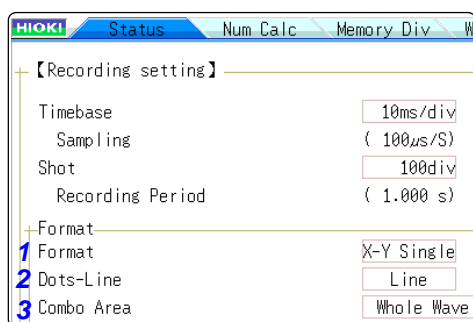 HIOKI Status Num Calc Memory Div W
【Recording setting】
Timebase 10ms/div
Sampling ( 100µs/S)
Shot 100div
Recording Period ( 1.000 s)
Format
1 Format X-Y Single
2 Dots-Line Line
3 Combo Area Whole Wave